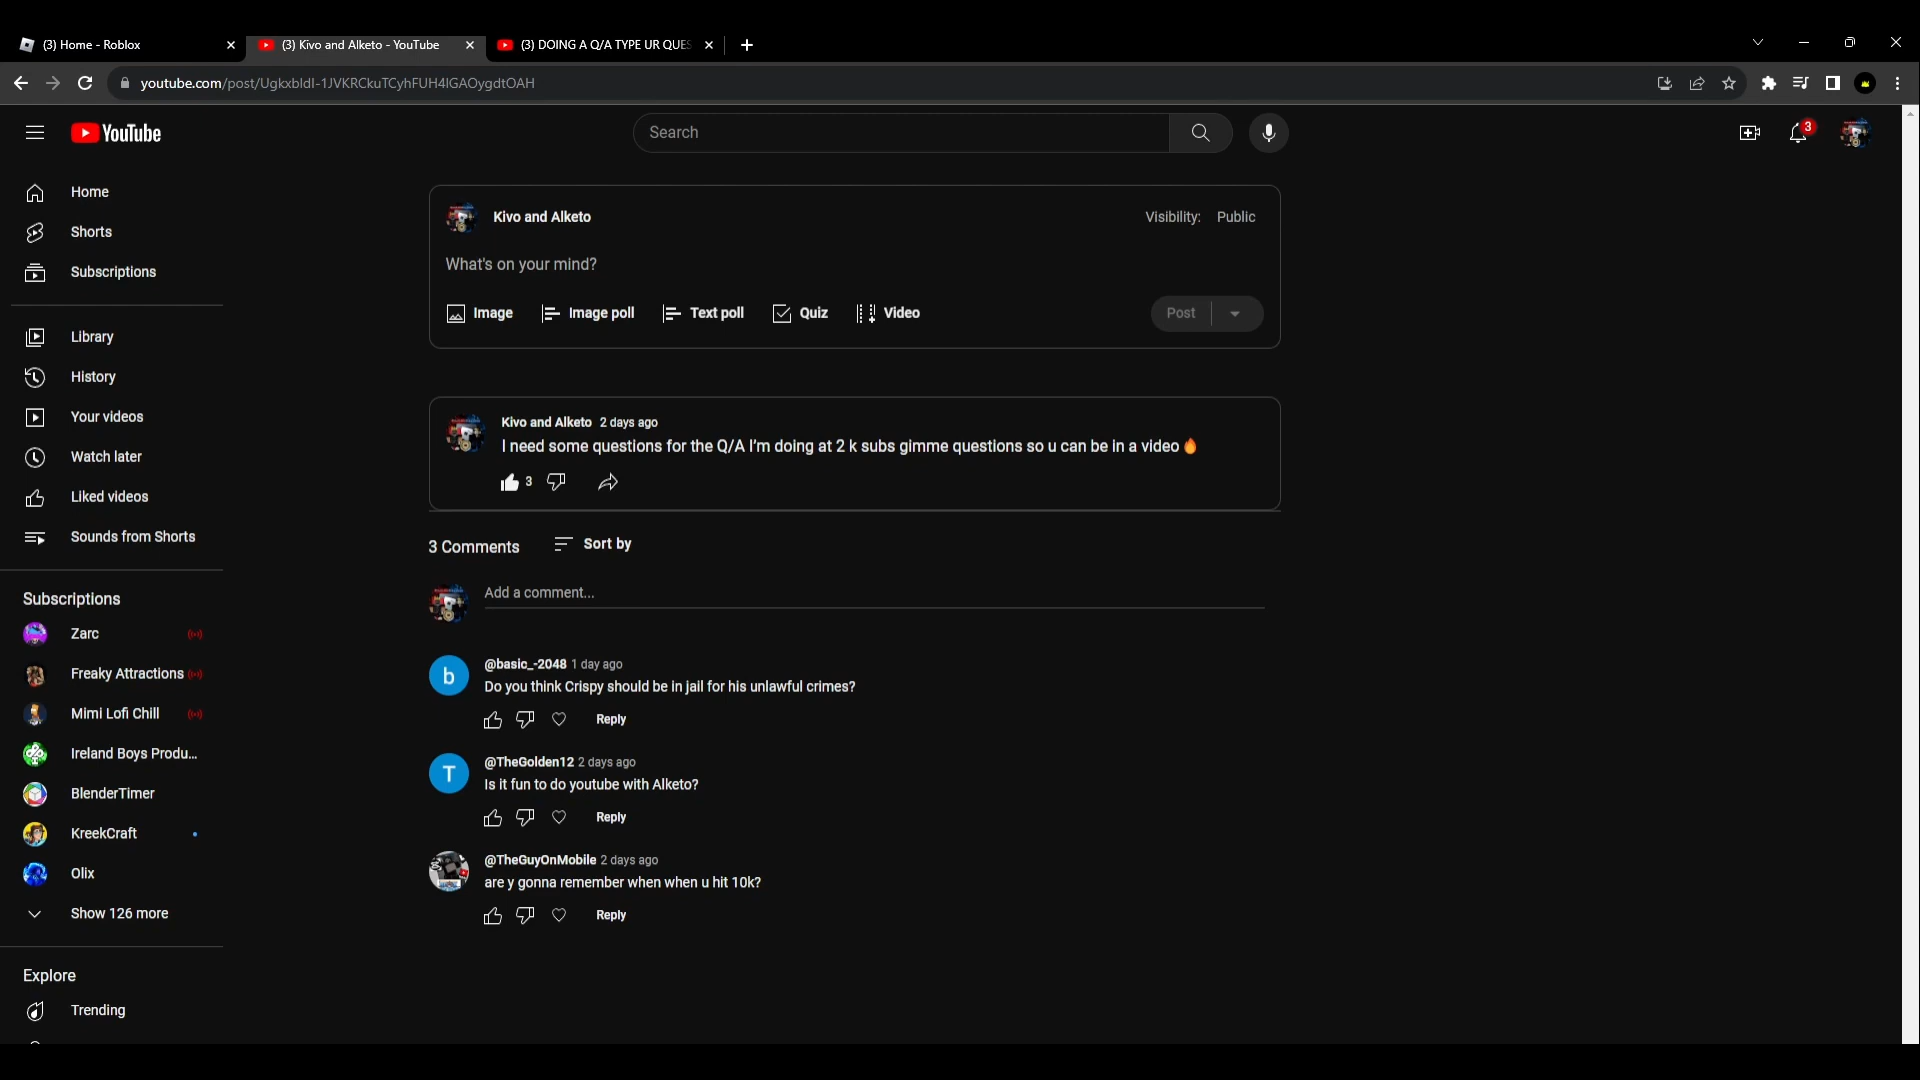 (3) Home - Roblox
(3) Kivo and Alketo - YouTube
(3) DOING A Q/A TYPE UR QUES
youtube.com/post/UgkxbldI-1JVKRCkuTCyhFUH4IGAOygdtOAH
YouTube
Search
3
Home
Shorts
Subscriptions
Library
History
Your videos
Watch later
Liked videos
Sounds from Shorts
Subscriptions
Zarc
Freaky Attractions
Mimi Lofi Chill
Ireland Boys Produ...
BlenderTimer
KreekCraft
Olix
Show 126 more
Explore
Trending
Kivo and Alketo
Visibility: Public
What's on your mind?
Image
Image poll
Text poll
Quiz
Video
Post
Kivo and Alketo 2 days ago
I need some questions for the Q/A I'm doing at 2 k subs gimme questions so u can be in a video🔥
3
3 Comments
Sort by
Add a comment...
b
@basic_-2048 1 day ago
Do you think Crispy should be in jail for his unlawful crimes?
Reply
T
@TheGolden12 2 days ago
Is it fun to do youtube with Alketo?
Reply
@TheGuyOnMobile 2 days ago
are y gonna remember when when u hit 10k?
Reply